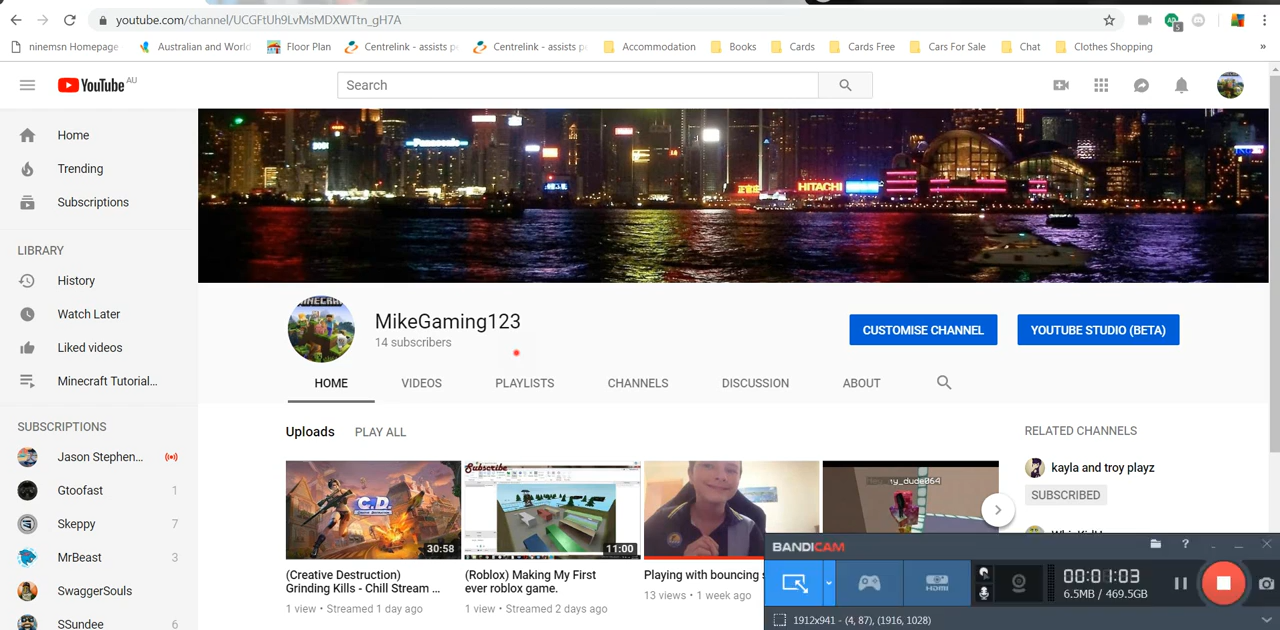 youtube.com/channel/UCGFtUh9LvMsMDXWTtn_gH7A
ninemsn Homepage
Australian and World
Floor Plan
Centrelink - assists p
Centrelink - assists p
Accommodation
Books
Cards
Cards Free
Cars For Sale
Chat
Clothes Shopping
»
YouTube AU
Search
Home
Trending
Subscriptions
LIBRARY
History
Watch Later
Liked videos
Minecraft Tutorial...
SUBSCRIPTIONS
Jason Stephen...
Gtoofast 1
Skeppy 7
MrBeast 3
SwaggerSouls
SSundee 6
Panasonic
HITACHI
ING
MINECRAFT
MikeGaming123
14 subscribers
CUSTOMISE CHANNEL
YOUTUBE STUDIO (BETA)
HOME
VIDEOS
PLAYLISTS
CHANNELS
DISCUSSION
ABOUT
Uploads
PLAY ALL
C.D.
30:58
(Creative Destruction)
Grinding Kills - Chill Stream ...
1 view • Streamed 1 day ago
Subscribe
11:00
(Roblox) Making My First
ever roblox game.
1 view • Streamed 2 days ago
Playing with bouncing
13 views • 1 week ago
RELATED CHANNELS
kayla and troy playz
SUBSCRIBED
BANDICAM
HDMI
00:01:03
6.5MB / 469.5GB
1912x941 - (4, 87), (1916, 1028)